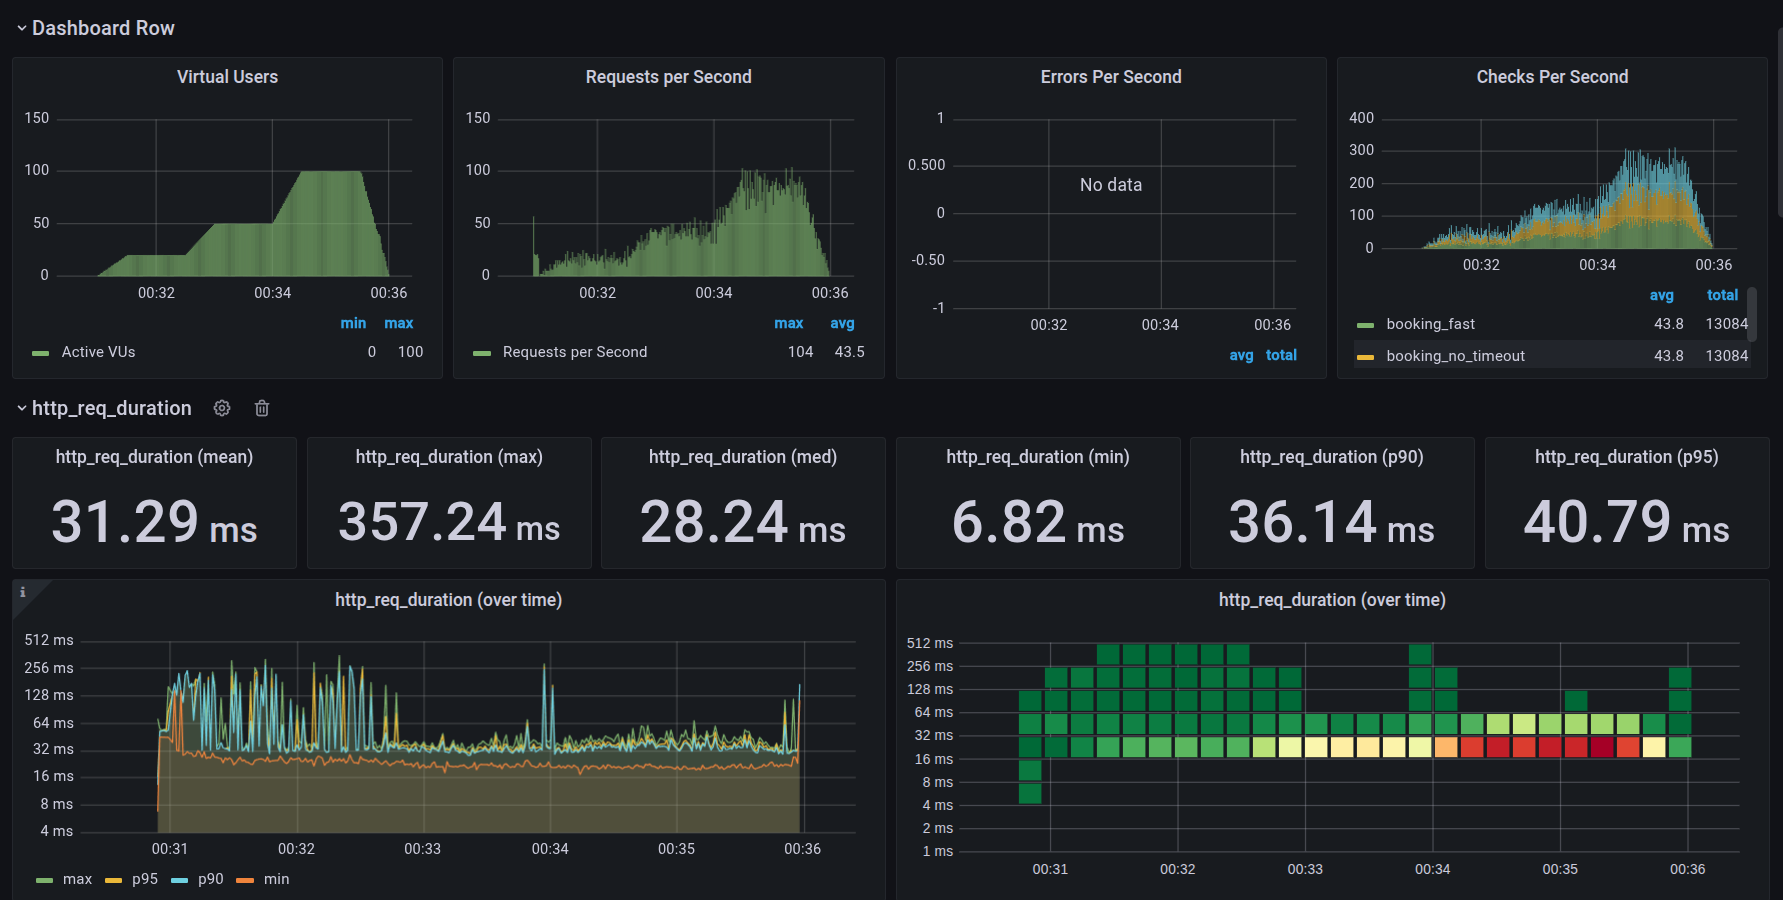 Dashboard Row
Virtual Users
150
100
50
0
00:32 00:34 00:36
min max
Active VUs 0 100
Requests per Second
150
100
50
0
00:32 00:34 00:36
max avg
Requests per Second 104 43.5
Errors Per Second
1
0.500
0
-0.50
-1
No data
00:32 00:34 00:36
avg total
Checks Per Second
400
300
200
100
0
00:32 00:34 00:36
avg total
booking_fast 43.8 13084
booking_no_timeout 43.8 13084
http_req_duration
http_req_duration (mean)
31.29 ms
http_req_duration (max)
357.24 ms
http_req_duration (med)
28.24 ms
http_req_duration (min)
6.82 ms
http_req_duration (p90)
36.14 ms
http_req_duration (p95)
40.79 ms
i
http_req_duration (over time)
512 ms
256 ms
128 ms
64 ms
32 ms
16 ms
8 ms
4 ms
00:31 00:32 00:33 00:34 00:35 00:36
max p95 p90 min
http_req_duration (over time)
512 ms
256 ms
128 ms
64 ms
32 ms
16 ms
8 ms
4 ms
2 ms
1 ms
00:31 00:32 00:33 00:34 00:35 00:36